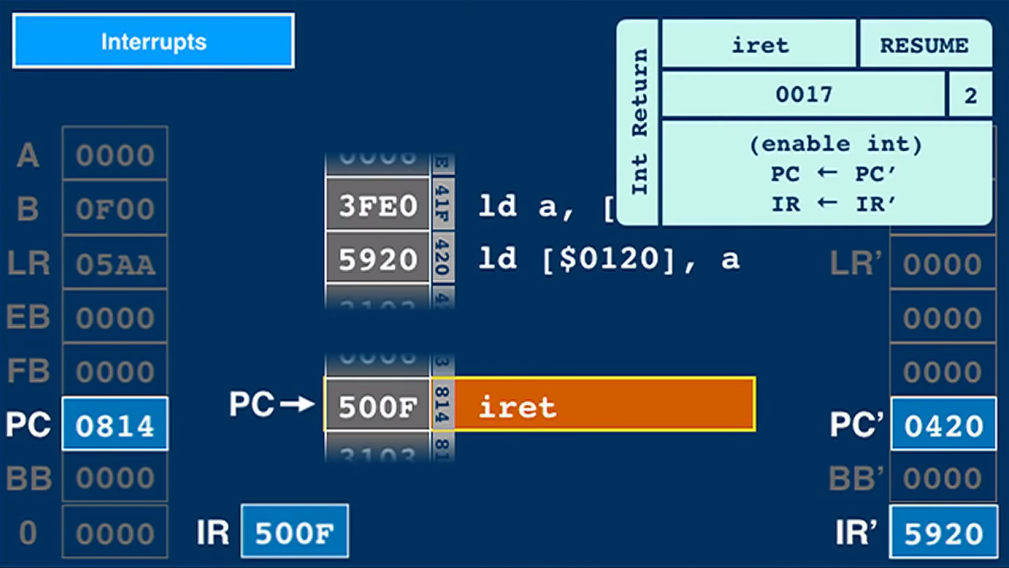 Interrupts
Int Return
iret RESUME
0017 2
(enable int)
PC ← PC’
IR ← IR’
A 0000
B 0F00
LR 05AA
EB 0000
FB 0000
PC 0814
BB 0000
0 0000
IR 500F
3FE0 41F ld a, [
5920 420 ld [$0120], a
PC→ 500F 814 iret
3103
LR’ 0000
0000
0000
PC’ 0420
BB’ 0000
IR’ 5920